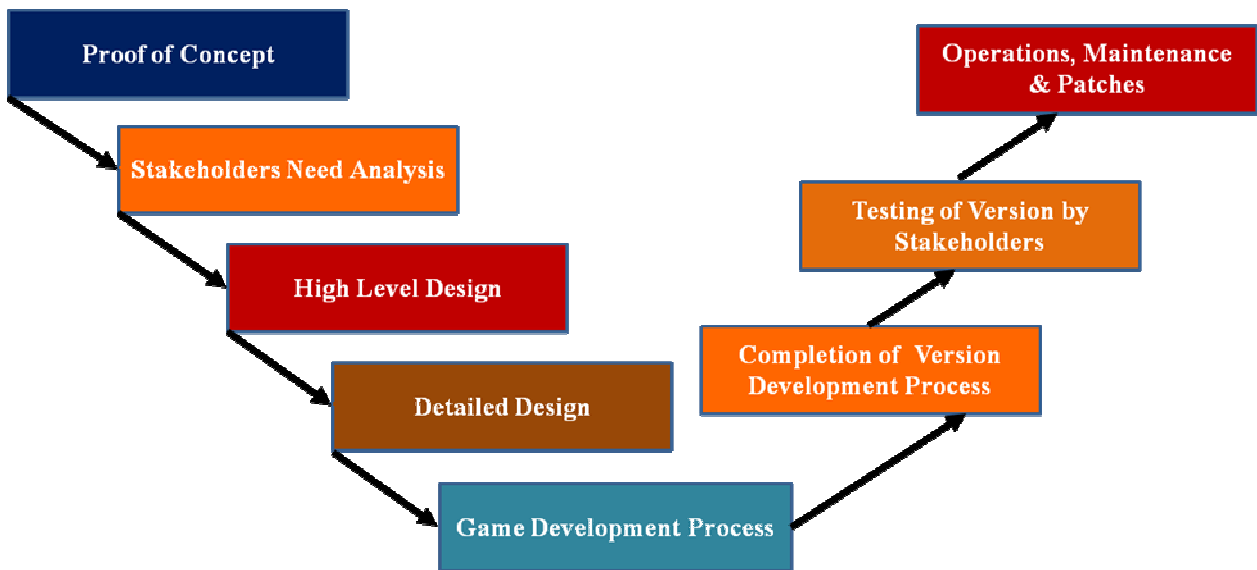 Proof of Concept
Stakeholders Need Analysis
High Level Design
Detailed Design
Game Development Process
Completion of Version
Development Process
Testing of Version by
Stakeholders
Operations, Maintenance
& Patches